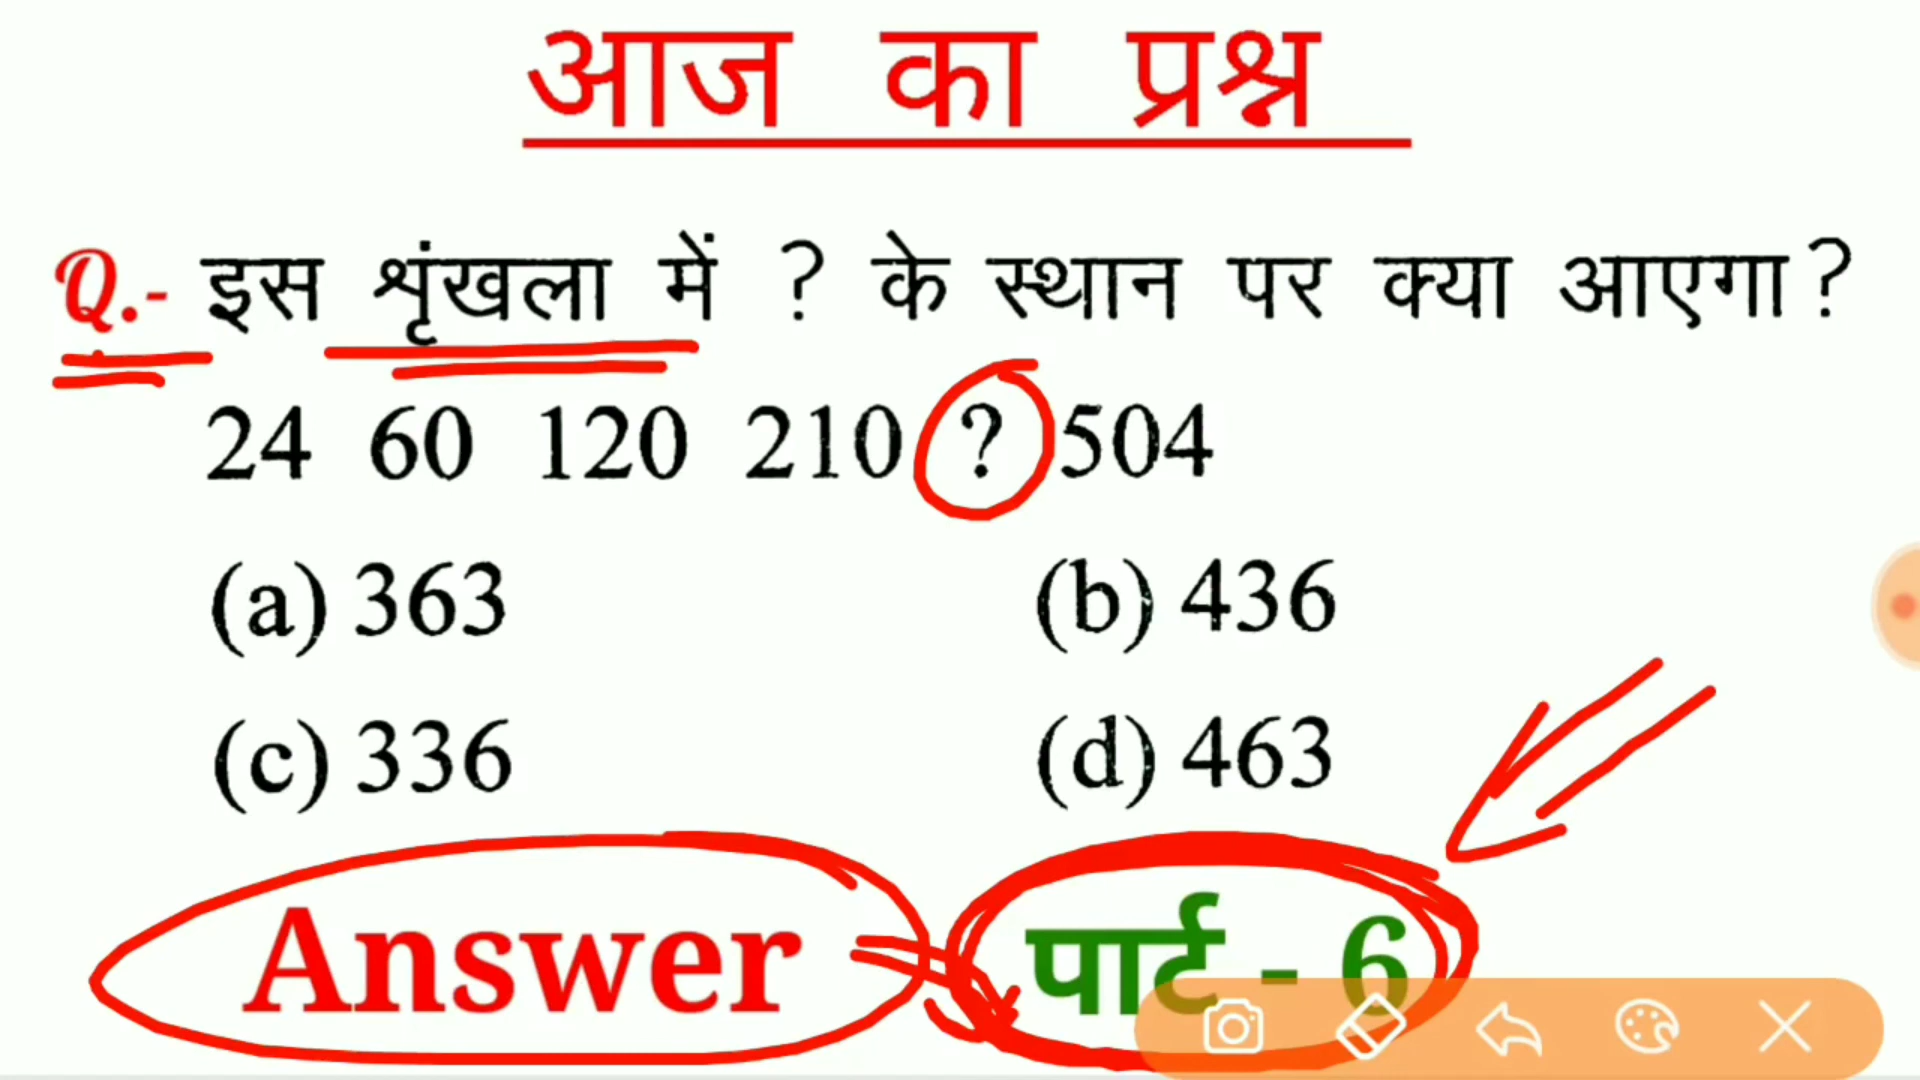 आज का प्रश्न
Q.- इस श्रृंखला में ? के स्थान पर क्या आएगा?
24 60 120 210 ? 504
(a) 363 (b) 436
(c) 336 (d) 463
Answer पार्ट - 6